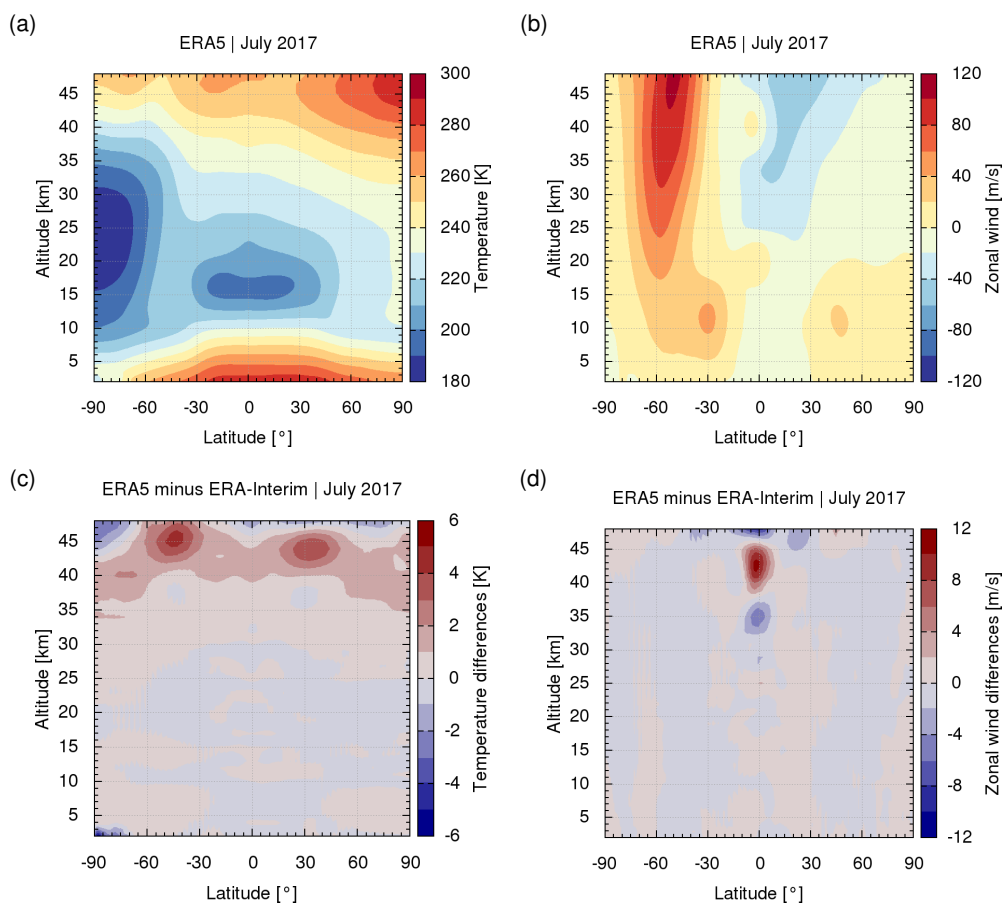 (a)
ERA5 | July 2017
Altitude [km]
45
40
35
30
25
20
15
10
5
-90 -60 -30 0 30 60 90
Latitude [°]
300
280
260
240
220
200
180
Temperature [K]
(b)
ERA5 | July 2017
Altitude [km]
45
40
35
30
25
20
15
10
5
-90 -60 -30 0 30 60 90
Latitude [°]
120
80
40
0
-40
-80
-120
Zonal wind [m/s]
(c)
ERA5 minus ERA-Interim | July 2017
Altitude [km]
45
40
35
30
25
20
15
10
5
-90 -60 -30 0 30 60 90
Latitude [°]
6
4
2
0
-2
-4
-6
Temperature differences [K]
(d)
ERA5 minus ERA-Interim | July 2017
Altitude [km]
45
40
35
30
25
20
15
10
5
-90 -60 -30 0 30 60 90
Latitude [°]
12
8
4
0
-4
-8
-12
Zonal wind differences [m/s]